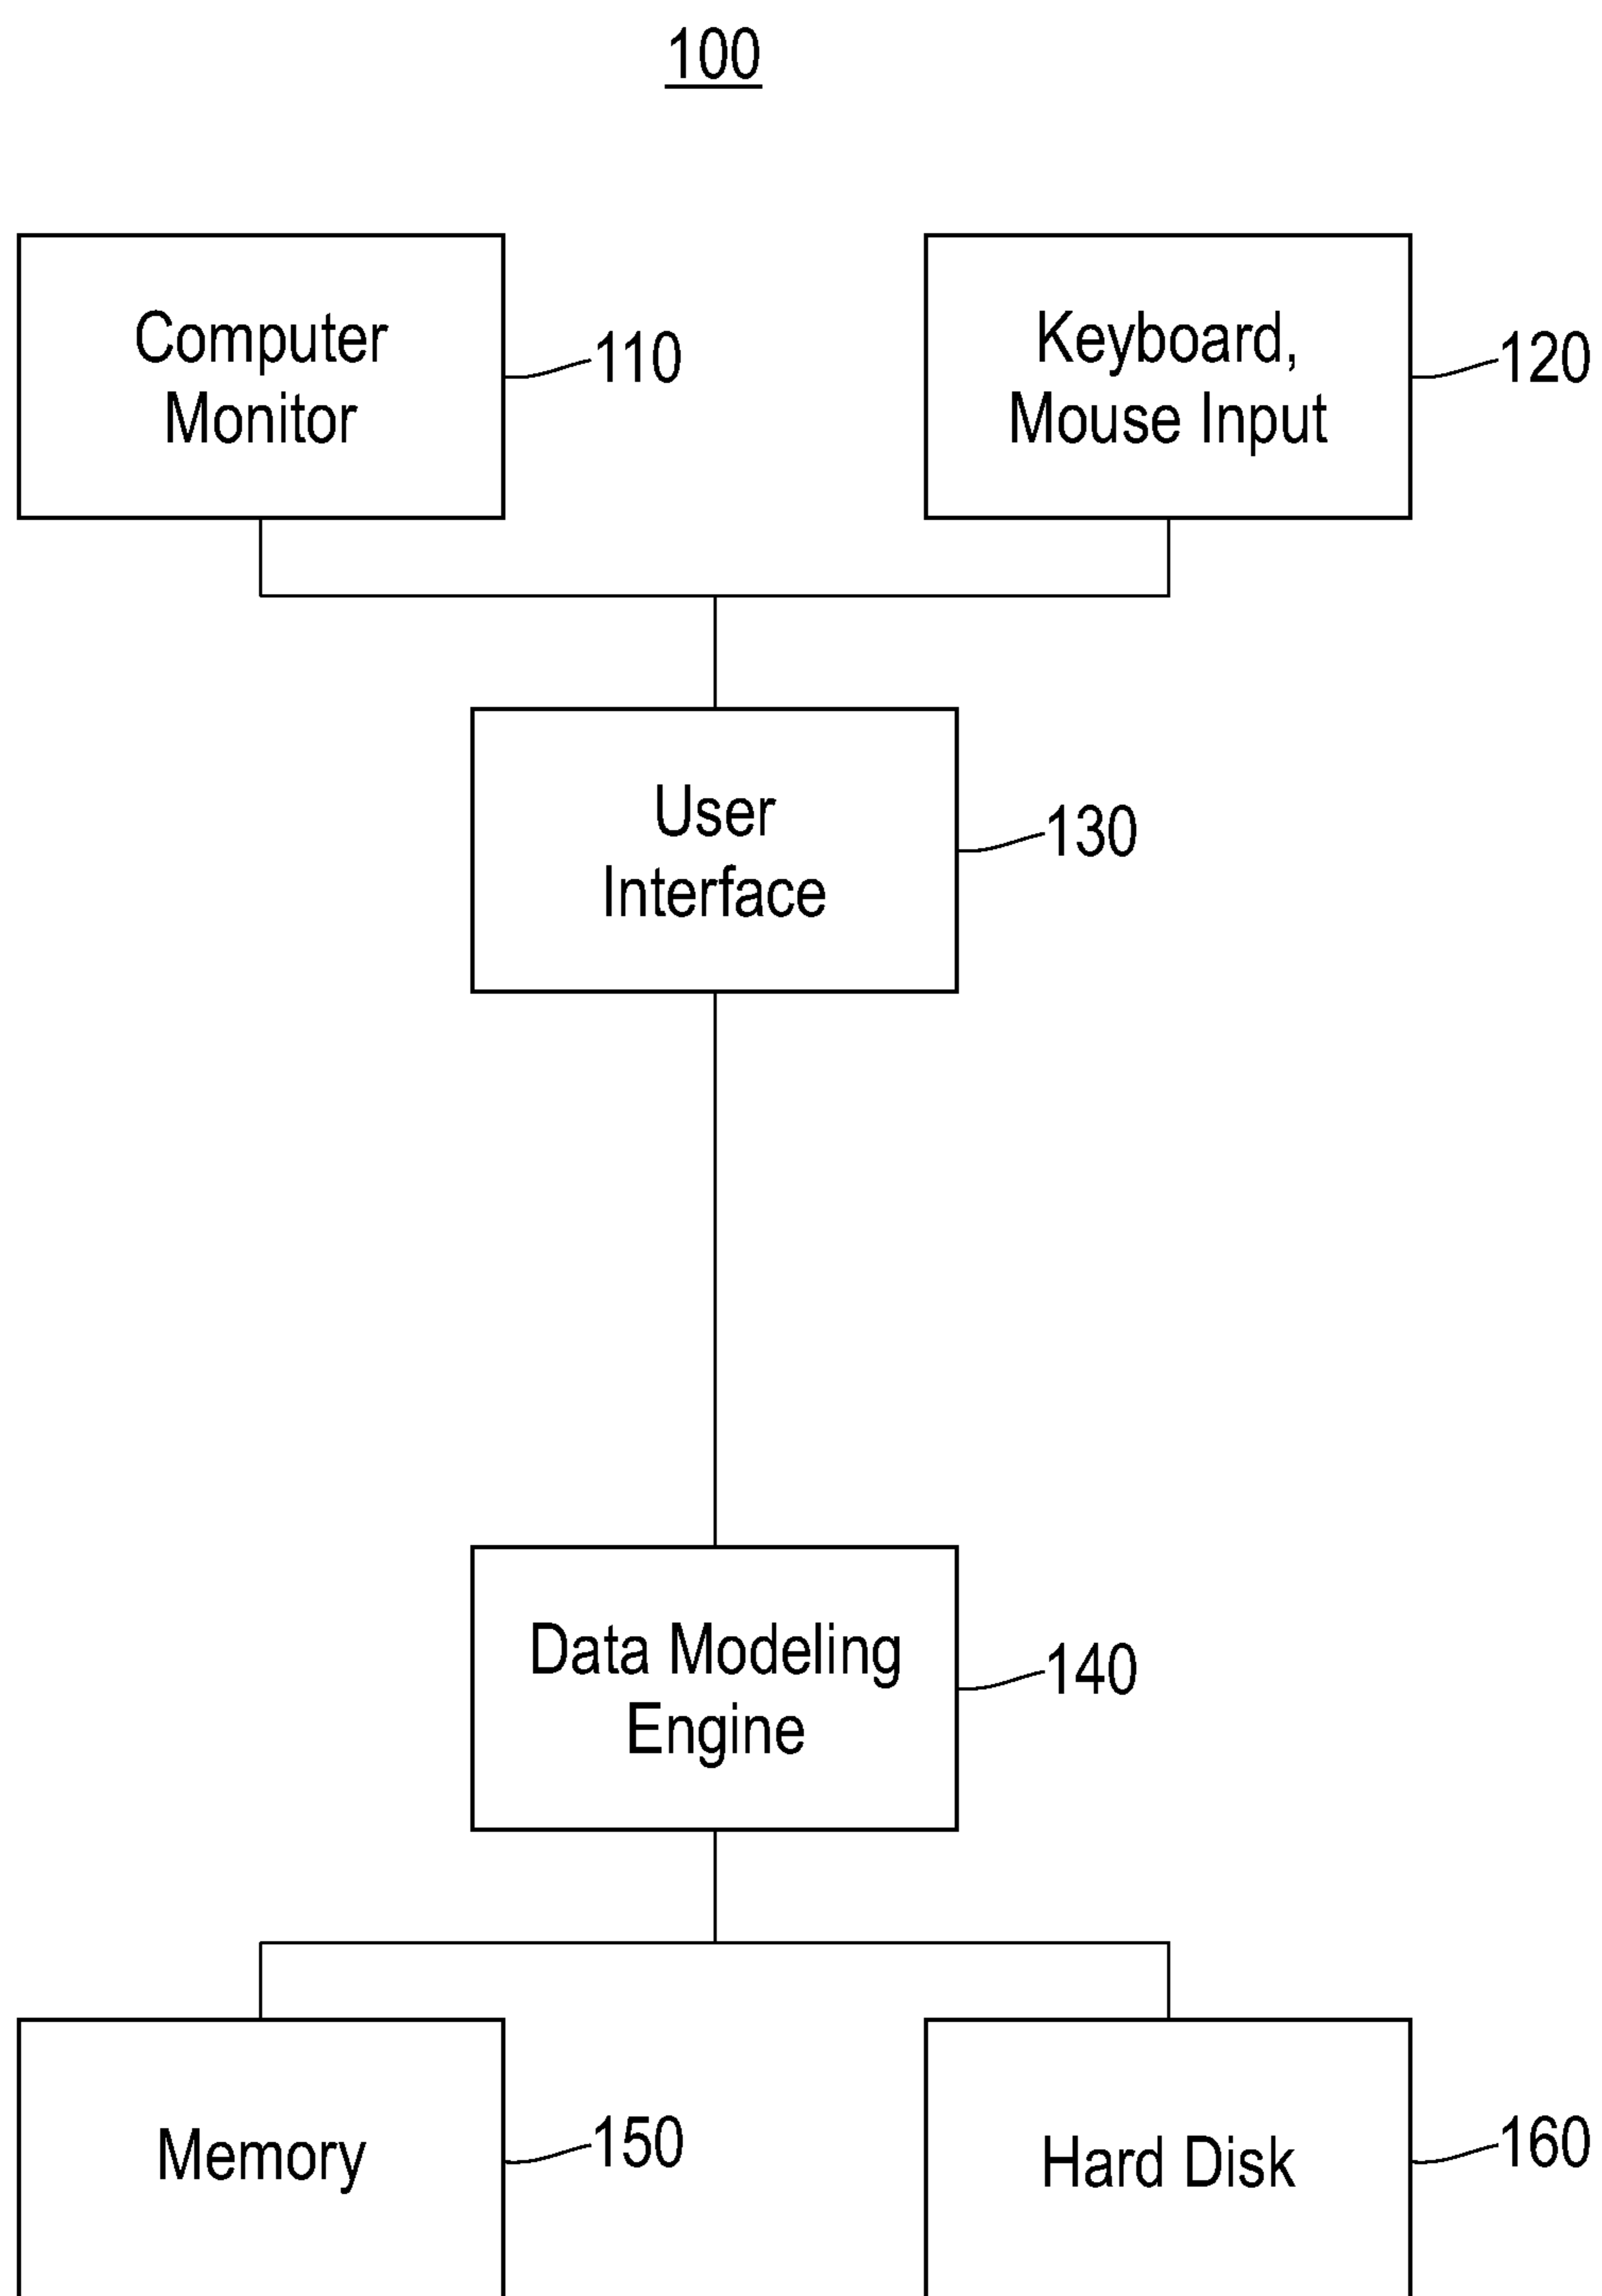 100
Computer
Monitor
110
Keyboard,
Mouse Input
120
User
Interface
130
Data Modeling
Engine
140
Memory
150
Hard Disk
160